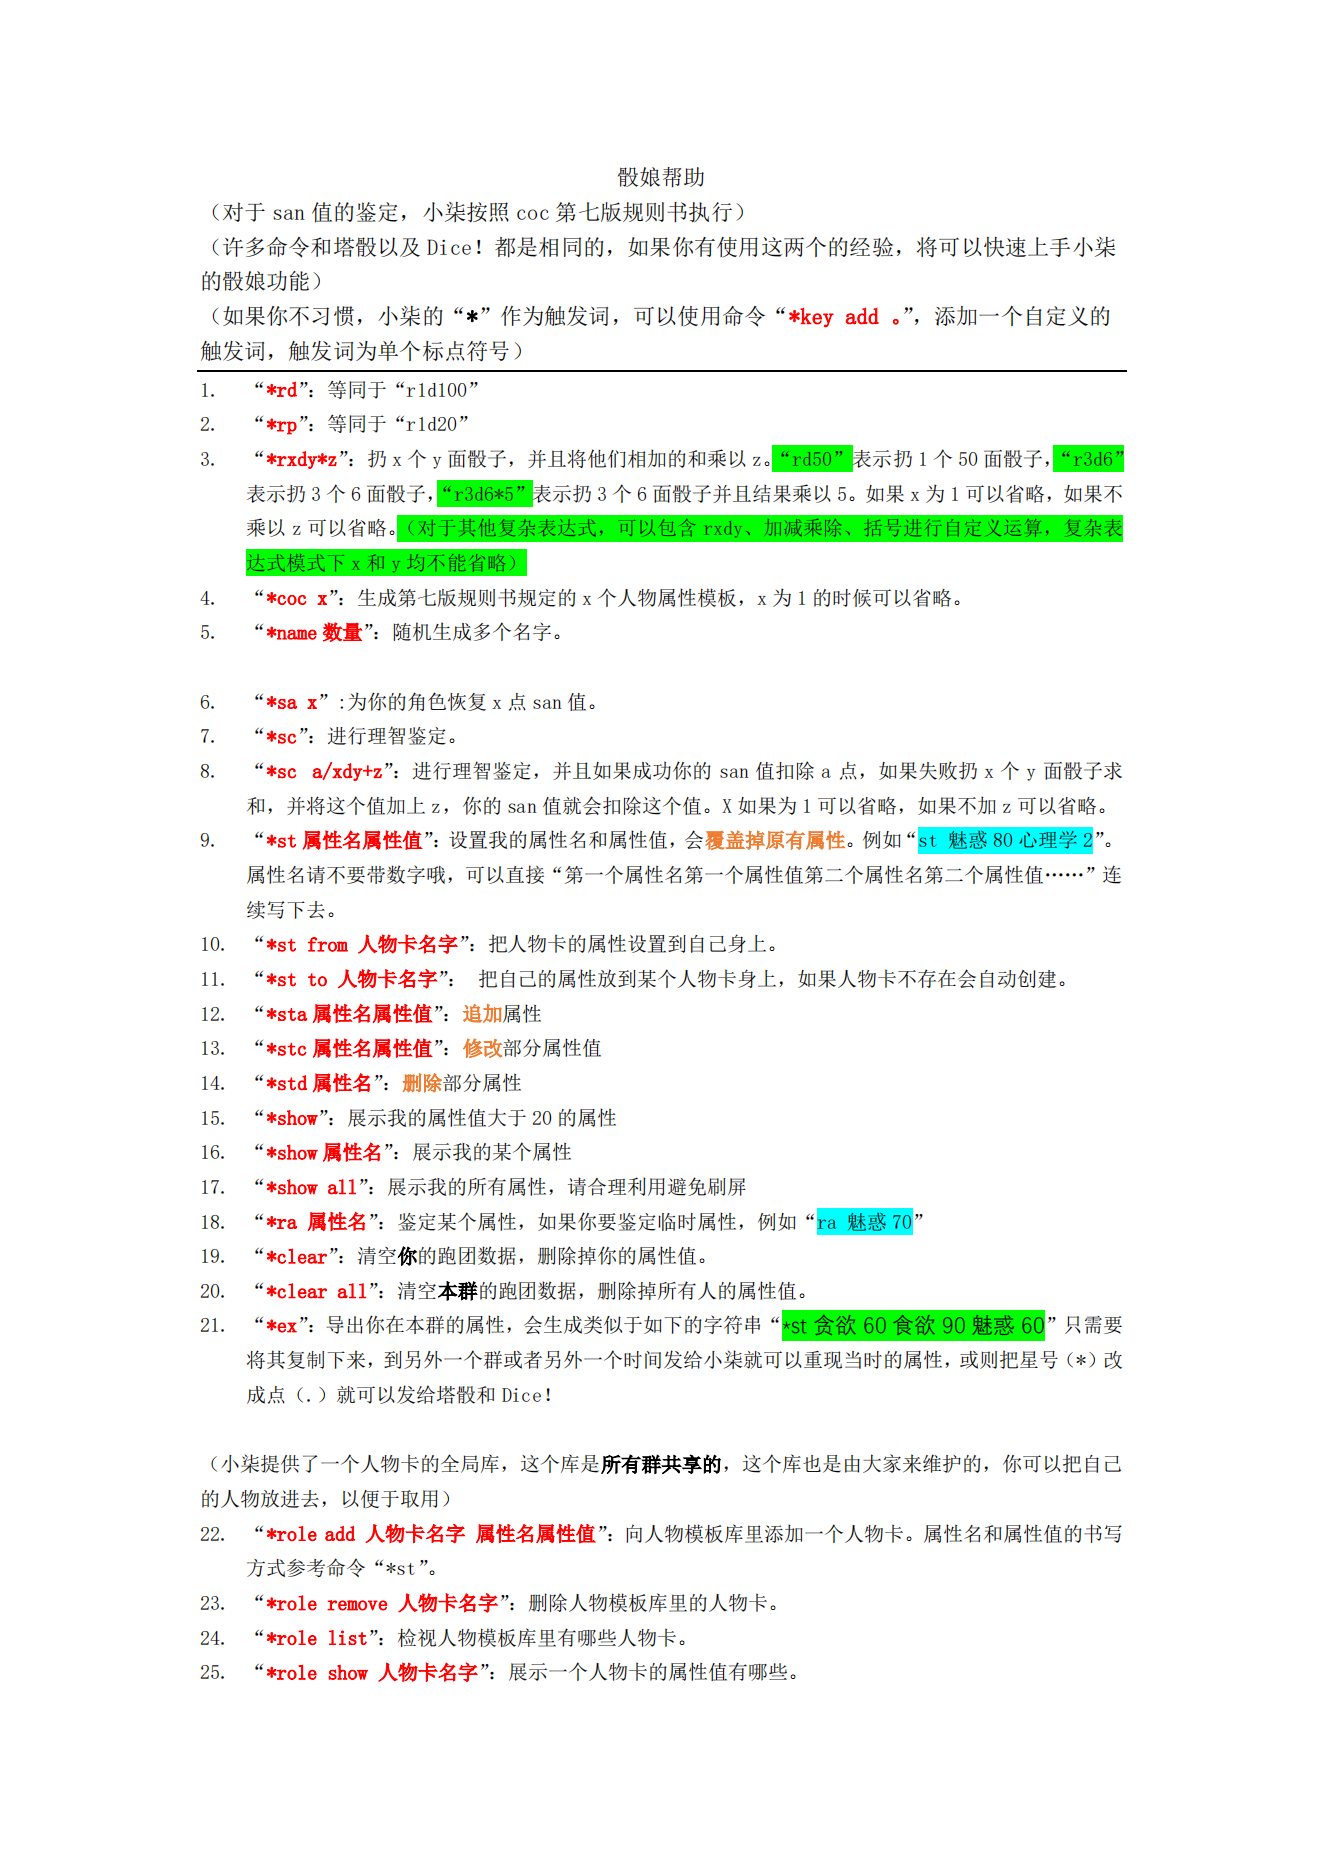 骰娘帮助
（对于 san 值的鉴定，小柒按照 coc 第七版规则书执行）
（许多命令和塔骰以及 Dice！都是相同的，如果你有使用这两个的经验，将可以快速上手小柒
的骰娘功能）
（如果你不习惯，小柒的“*”作为触发词，可以使用命令“*key add 。”，添加一个自定义的
触发词，触发词为单个标点符号）
1. “*rd”：等同于“r1d100”
2. “*rp”：等同于“r1d20”
3. “*rxdy*z”：扔 x 个 y 面骰子，并且将他们相加的和乘以 z。“rd50”表示扔 1 个 50 面骰子，“r3d6”
表示扔 3 个 6 面骰子，“r3d6*5”表示扔 3 个 6 面骰子并且结果乘以 5。如果 x 为 1 可以省略，如果不
乘以 z 可以省略。（对于其他复杂表达式，可以包含 rxdy、加减乘除、括号进行自定义运算，复杂表
达式模式下 x 和 y 均不能省略）
4. “*coc x”：生成第七版规则书规定的 x 个人物属性模板，x 为 1 的时候可以省略。
5. “*name 数量”：随机生成多个名字。
6. “*sa x”:为你的角色恢复 x 点 san 值。
7. “*sc”：进行理智鉴定。
8. “*sc a/xdy+z”：进行理智鉴定，并且如果成功你的 san 值扣除 a 点，如果失败扔 x 个 y 面骰子求
和，并将这个值加上 z，你的 san 值就会扣除这个值。X 如果为 1 可以省略，如果不加 z 可以省略。
9. “*st 属性名属性值”：设置我的属性名和属性值，会覆盖掉原有属性。例如“st 魅惑 80 心理学 2”。
属性名请不要带数字哦，可以直接“第一个属性名第一个属性值第二个属性名第二个属性值……”连
续写下去。
10. “*st from 人物卡名字”：把人物卡的属性设置到自己身上。
11. “*st to 人物卡名字”： 把自己的属性放到某个人物卡身上，如果人物卡不存在会自动创建。
12. “*sta 属性名属性值”：追加属性
13. “*stc 属性名属性值”：修改部分属性值
14. “*std 属性名”：删除部分属性
15. “*show”：展示我的属性值大于 20 的属性
16. “*show 属性名”：展示我的某个属性
17. “*show all”：展示我的所有属性，请合理利用避免刷屏
18. “*ra 属性名”：鉴定某个属性，如果你要鉴定临时属性，例如“ra 魅惑 70”
19. “*clear”：清空你的跑团数据，删除掉你的属性值。
20. “*clear all”：清空本群的跑团数据，删除掉所有人的属性值。
21. “*ex”：导出你在本群的属性，会生成类似于如下的字符串“*st 贪欲 60 食欲 90 魅惑 60”只需要
将其复制下来，到另外一个群或者另外一个时间发给小柒就可以重现当时的属性，或则把星号（*）改
成点（.）就可以发给塔骰和 Dice！
（小柒提供了一个人物卡的全局库，这个库是所有群共享的，这个库也是由大家来维护的，你可以把自己
的人物放进去，以便于取用）
22. “*role add 人物卡名字 属性名属性值”：向人物模板库里添加一个人物卡。属性名和属性值的书写
方式参考命令“*st”。
23. “*role remove 人物卡名字”：删除人物模板库里的人物卡。
24. “*role list”：检视人物模板库里有哪些人物卡。
25. “*role show 人物卡名字”：展示一个人物卡的属性值有哪些。